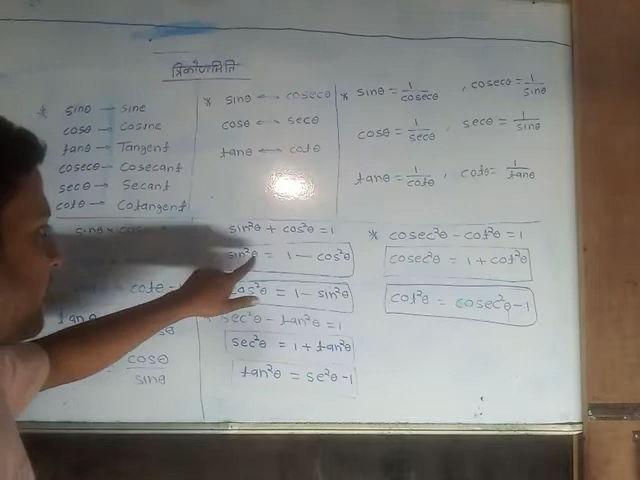 त्रिकोणमिति
* sinθ → sine
cosθ → Cosine
tanθ → Tangent
cosecθ → Cosecant
secθ → Secant
cotθ → Cotangent
* sinθ ↔ cosecθ
cosθ ↔ secθ
tanθ ↔ cotθ
* sinθ = 1/cosecθ , cosecθ = 1/sinθ
cosθ = 1/secθ , secθ = 1/sinθ
tanθ = 1/cotθ , cotθ = 1/tanθ
tanθ
cosθ/sinθ
sin²θ + cos²θ = 1
sin²θ = 1 - cos²θ
cos²θ = 1 - sin²θ
* sec²θ - tan²θ = 1
sec²θ = 1 + tan²θ
tan²θ = se²θ - 1
* cosec²θ - cot²θ = 1
cosec²θ = 1 + cot²θ
cot²θ = cosec²θ - 1